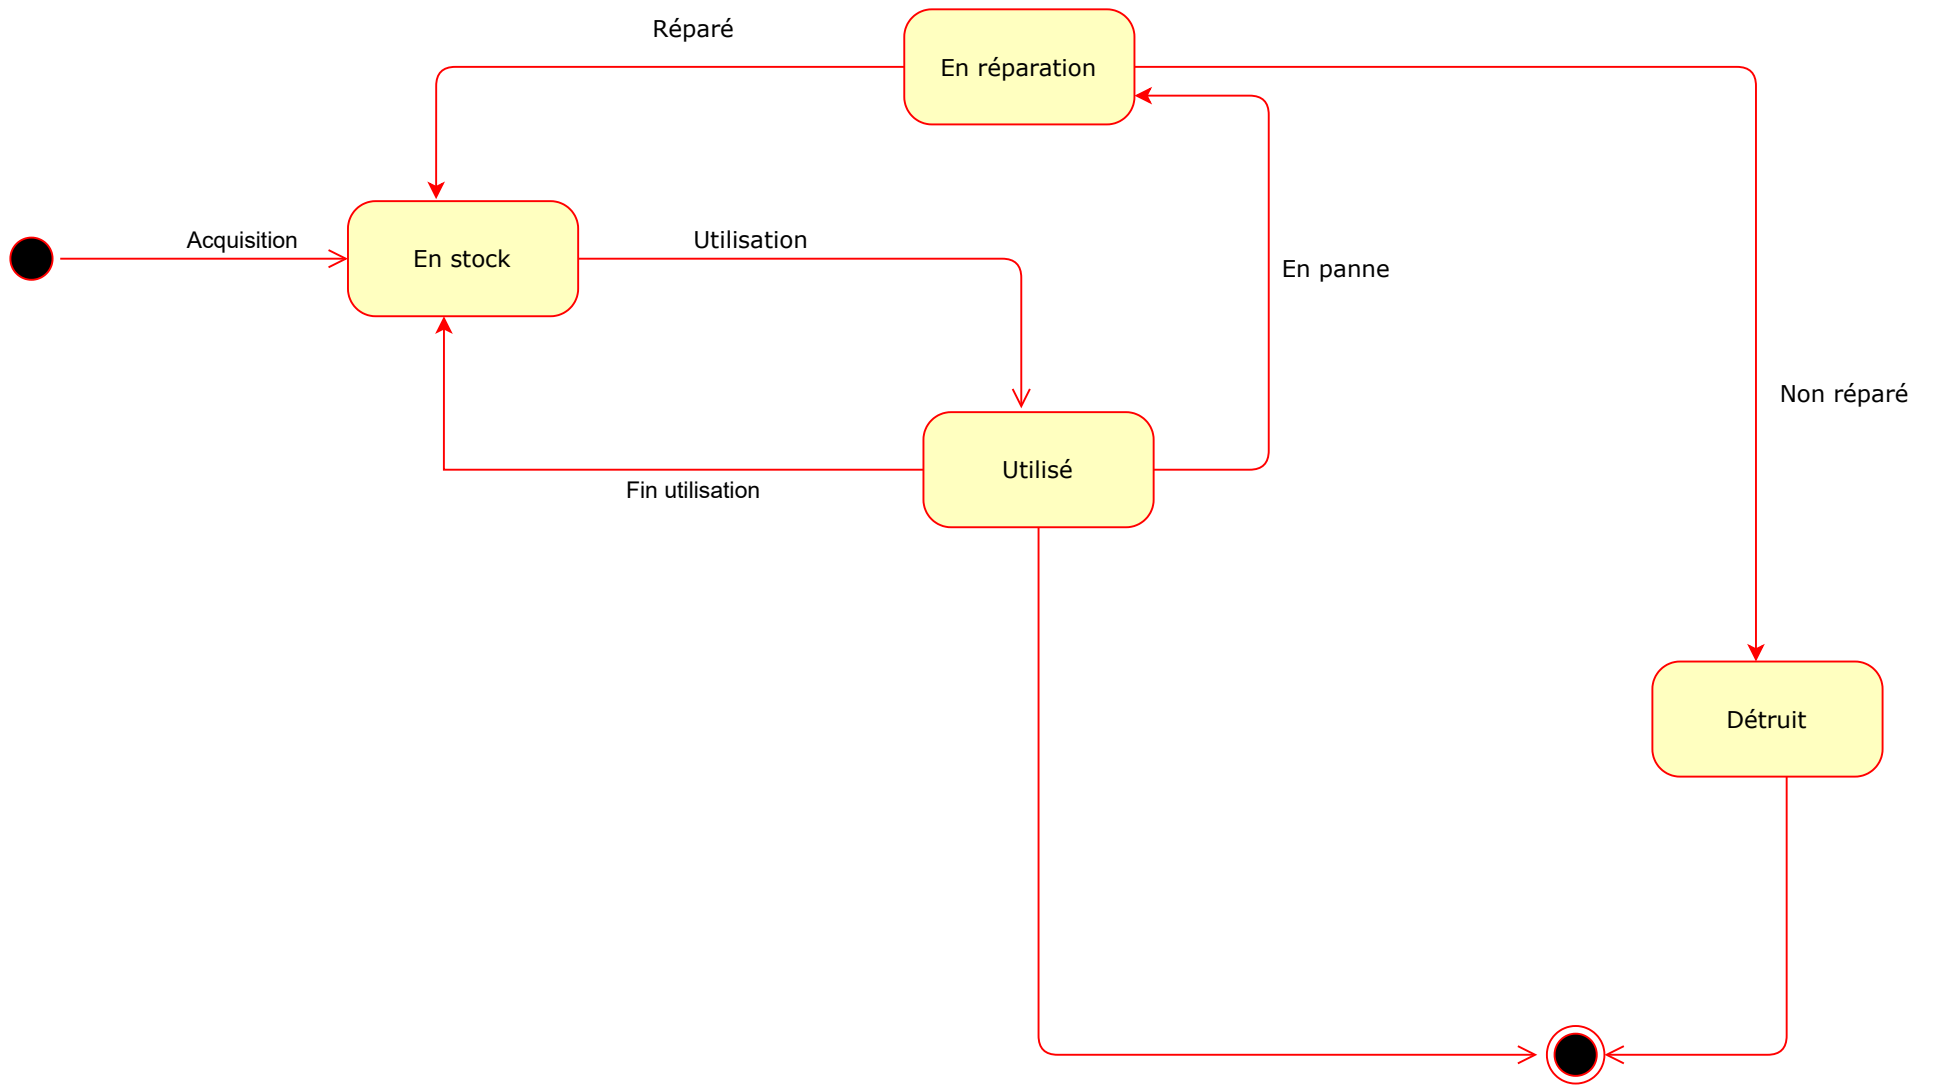 Réparé
En réparation
Acquisition
En stock
Utilisation
En panne
Non réparé
Utilisé
Fin utilisation
Détruit